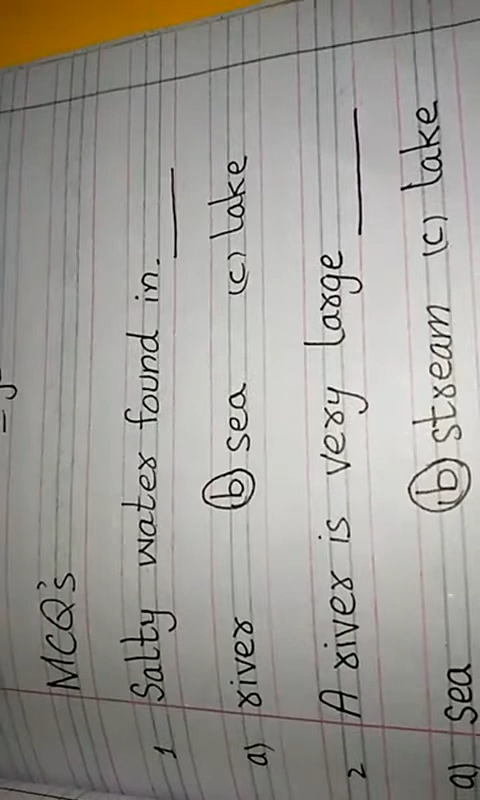 MCQ's
1 Salty water found in. ___
a) river (b) sea (c) lake
2 A river is very large ___
a) sea (b) stream (c) lake